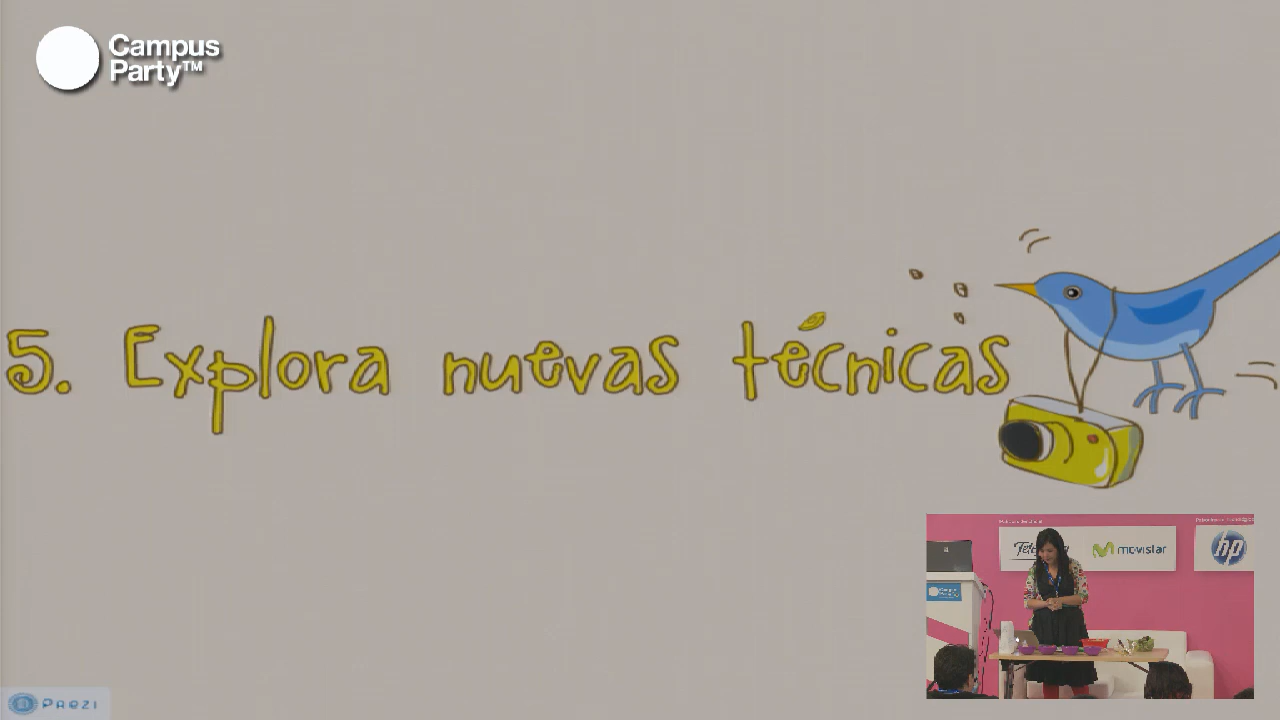 Campus
Party™
5. Explora nuevas técnicas
movistar
hp
PREZI